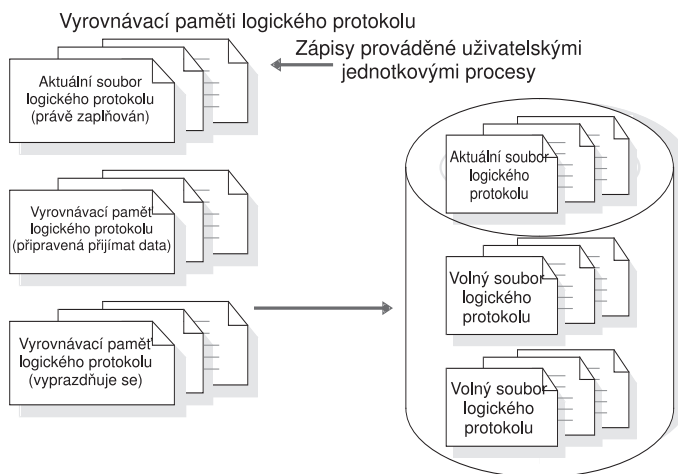 Vyrovnávací paměti logického protokolu
Zápisy prováděné uživatelskými
jednotkovými procesy
Aktuální soubor
logického protokolu
(právě zaplňován)
Vyrovnávací pamět
logického protokolu
(připravená přijímat data)
Vyrovnávací pamět
logického protokolu
(vyprazdňuje se)
Aktuální soubor
logického
protokolu
Volný soubor
logického
protokolu
Volný soubor
logického
protokolu